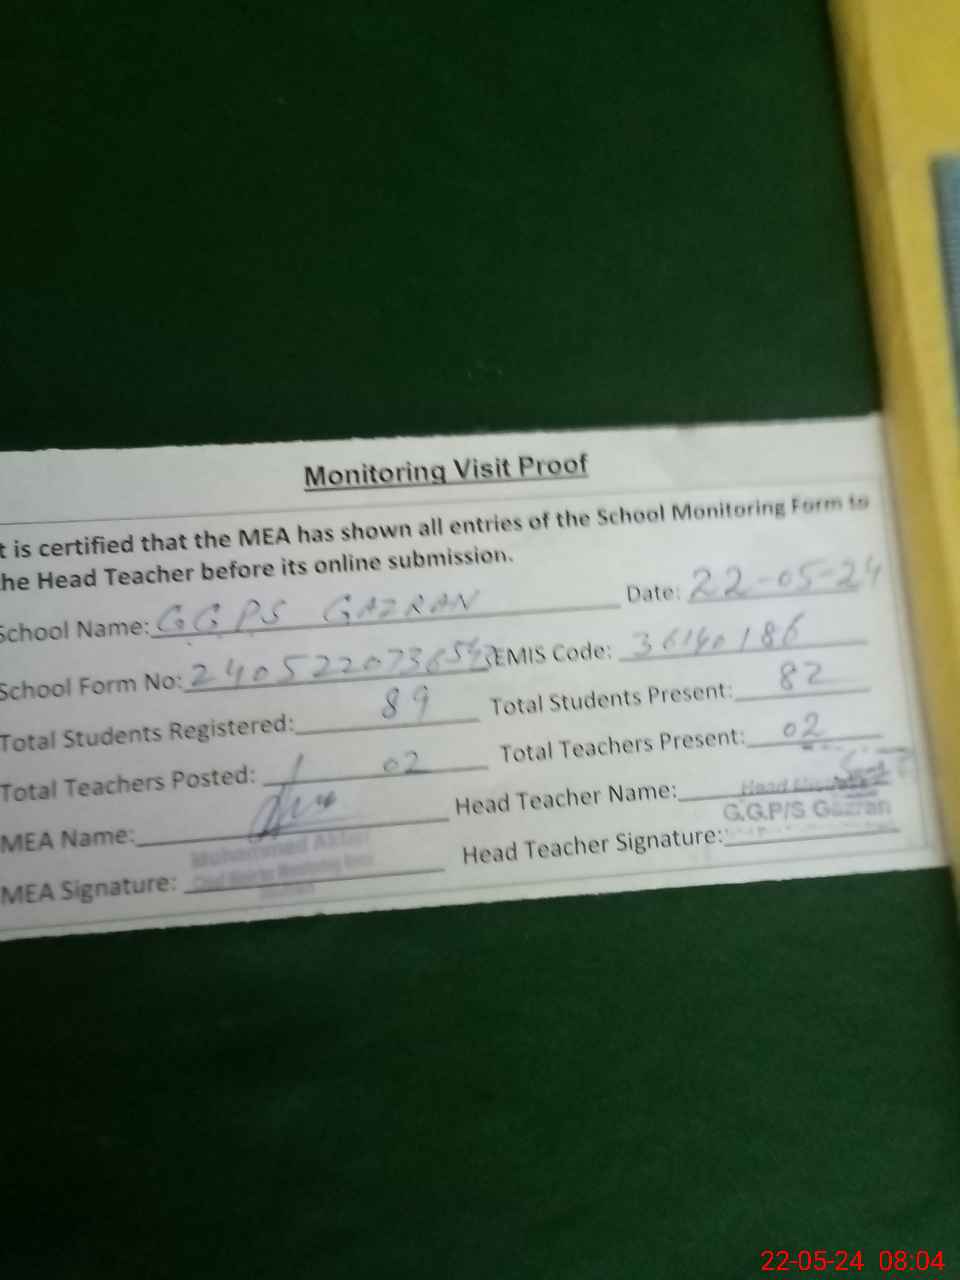 Monitoring Visit Proof
t is certified that the MEA has shown all entries of the School Monitoring Form to
he Head Teacher before its online submission.
School Name: GGPS GAZRAN Date: 22-05-24
School Form No: EMIS Code: 36140186
Total Students Registered: 89 Total Students Present: 82
Total Teachers Posted: 02 Total Teachers Present: 02
MEA Name: Head Teacher Name:
G.G.P/S Gazran
MEA Signature: Head Teacher Signature:
22-05-24 08:04